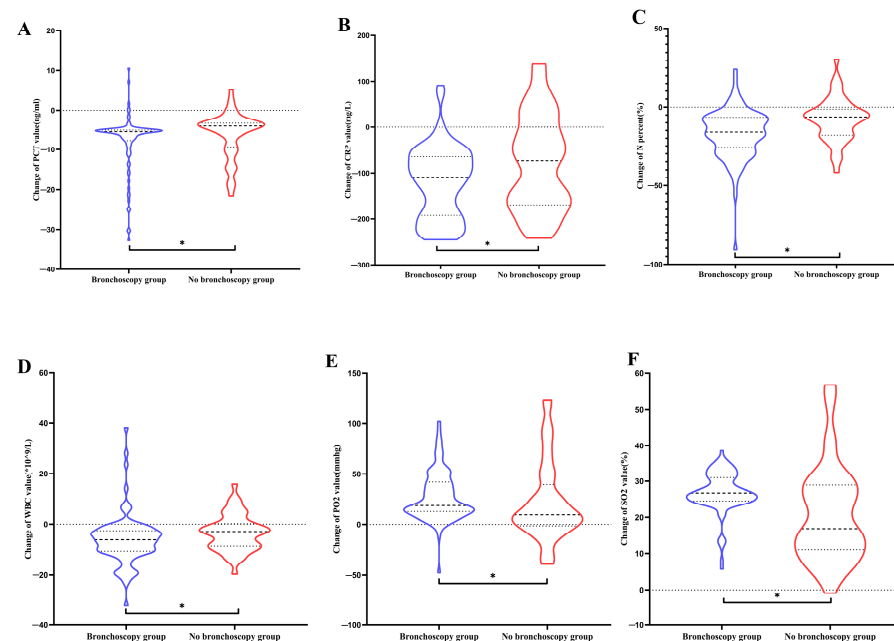 A
Change of PCT value(ng/ml)
20
10
0
−10
−20
−30
−40
*
Bronchoscopy group
No bronchoscopy group
B
Change of CRP value(mg/L)
200
100
0
−100
−200
−300
*
Bronchoscopy group
No bronchoscopy group
C
Change of N percent(%)
50
0
−50
−100
*
Bronchoscopy group
No bronchoscopy group
D
Change of WBC value(*10^9/L)
60
40
20
0
−20
−40
*
Bronchoscopy group
No bronchoscopy group
E
Change of PO2 value(mmhg)
150
100
50
0
−50
−100
*
Bronchoscopy group
No bronchoscopy group
F
Change of SO2 value(%)
60
50
40
30
20
10
0
−10
*
Bronchoscopy group
No bronchoscopy group